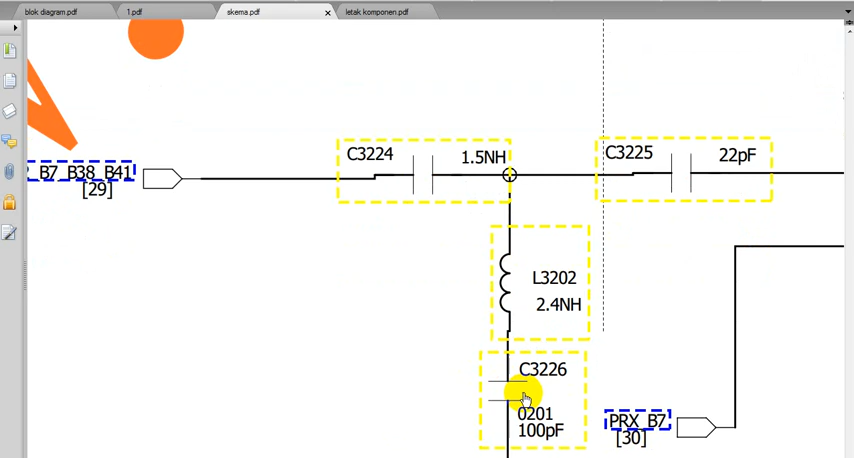 blok diagram.pdf
1.pdf
skema.pdf
letak komponen.pdf
C3224
1.5NH
C3225
22pF
_B7_B38_B41
[29]
L3202
2.4NH
C3226
0201
100pF
PRX_B7
[30]